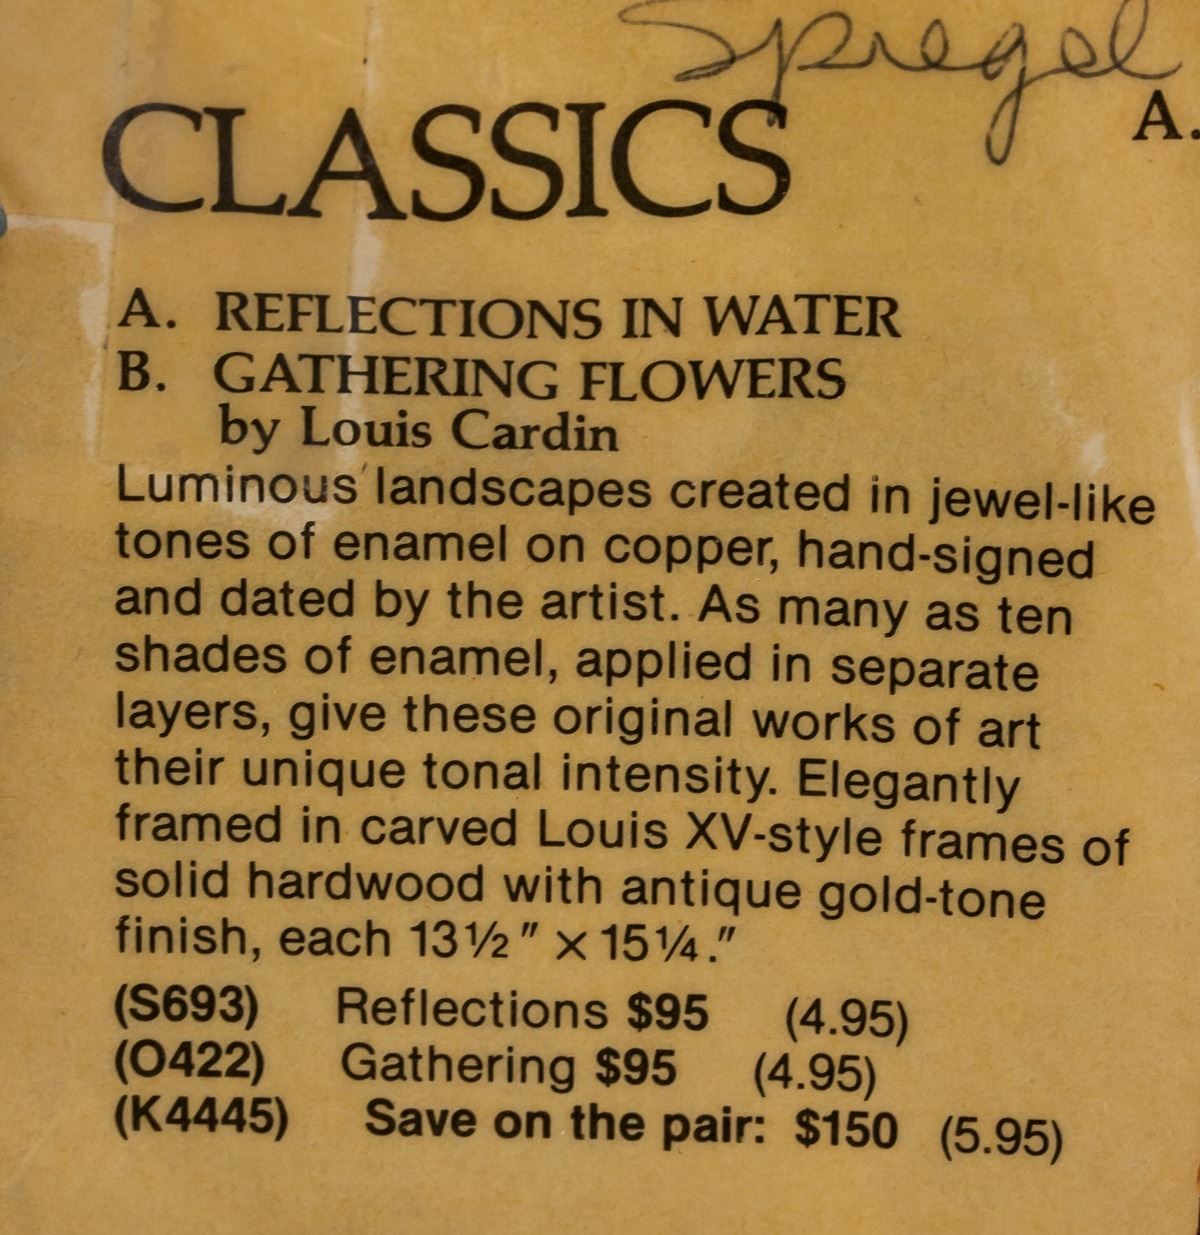 Spiegel
CLASSICS
A.
A. REFLECTIONS IN WATER
B. GATHERING FLOWERS
by Louis Cardin
Luminous landscapes created in jewel-like
tones of enamel on copper, hand-signed
and dated by the artist. As many as ten
shades of enamel, applied in separate
layers, give these original works of art
their unique tonal intensity. Elegantly
framed in carved Louis XV-style frames of
solid hardwood with antique gold-tone
finish, each 13½" x 15¼."
(S693) Reflections $95 (4.95)
(O422) Gathering $95 (4.95)
(K4445) Save on the pair: $150 (5.95)